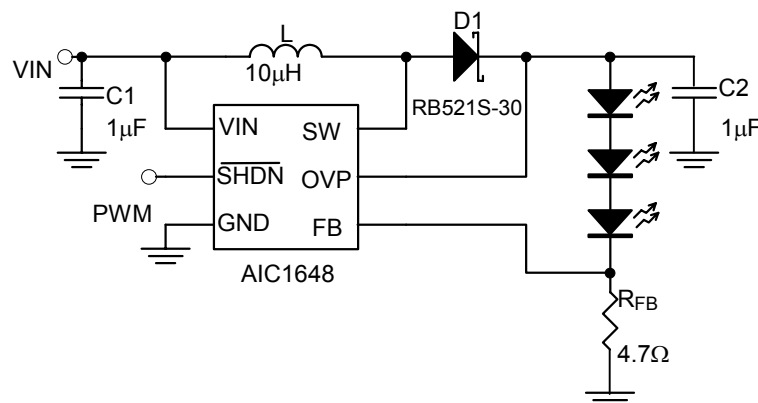 D1
L
VIN
10μH
C1
C2
RB521S-30
1μF
1μF
VIN
SW
SHDN
OVP
PWM
GND
FB
AIC1648
RFB
4.7Ω